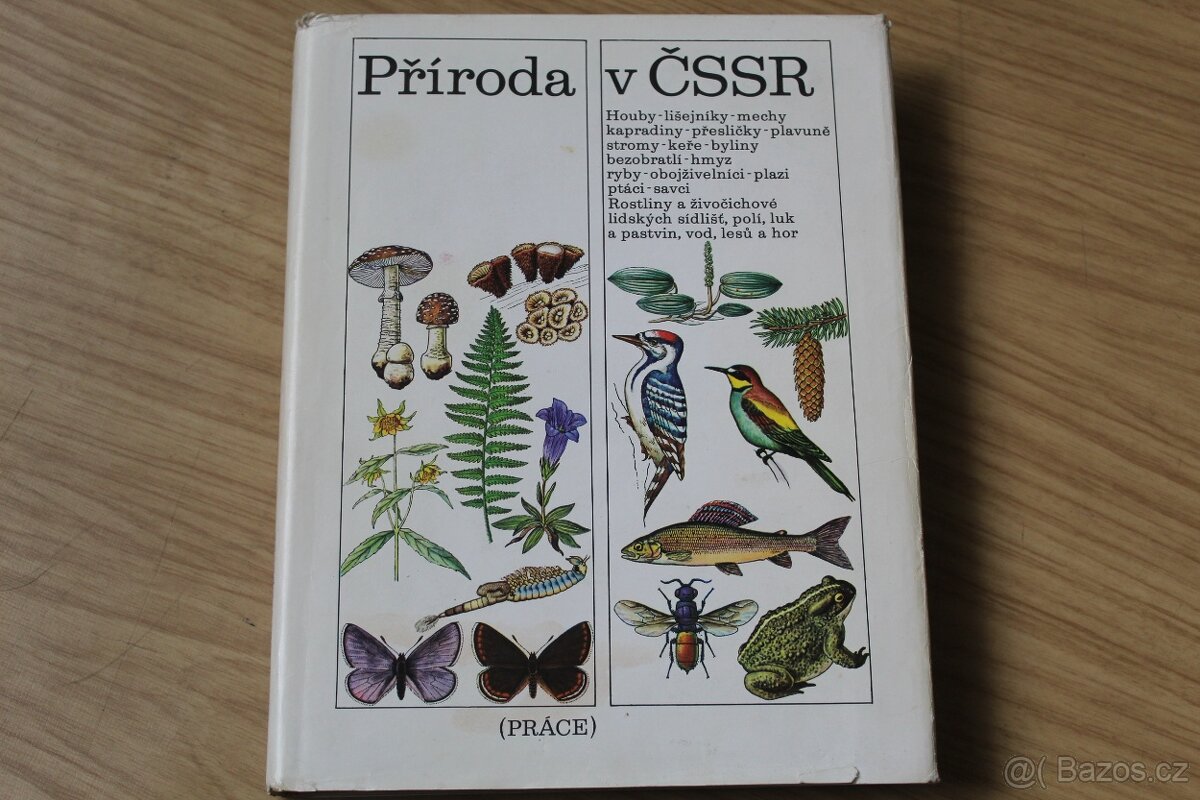 Příroda v ČSSR
Houby-lišejníky-mechy
kapradiny-přesličky-plavuně
stromy-keře-byliny
bezobratlí-hmyz
ryby-obojživelníci-plazi
ptáci-savci
Rostliny a živočichové
lidských sídlišť, polí, luk
a pastvin, vod, lesů a hor
(PRÁCE)
@( Bazos.cz